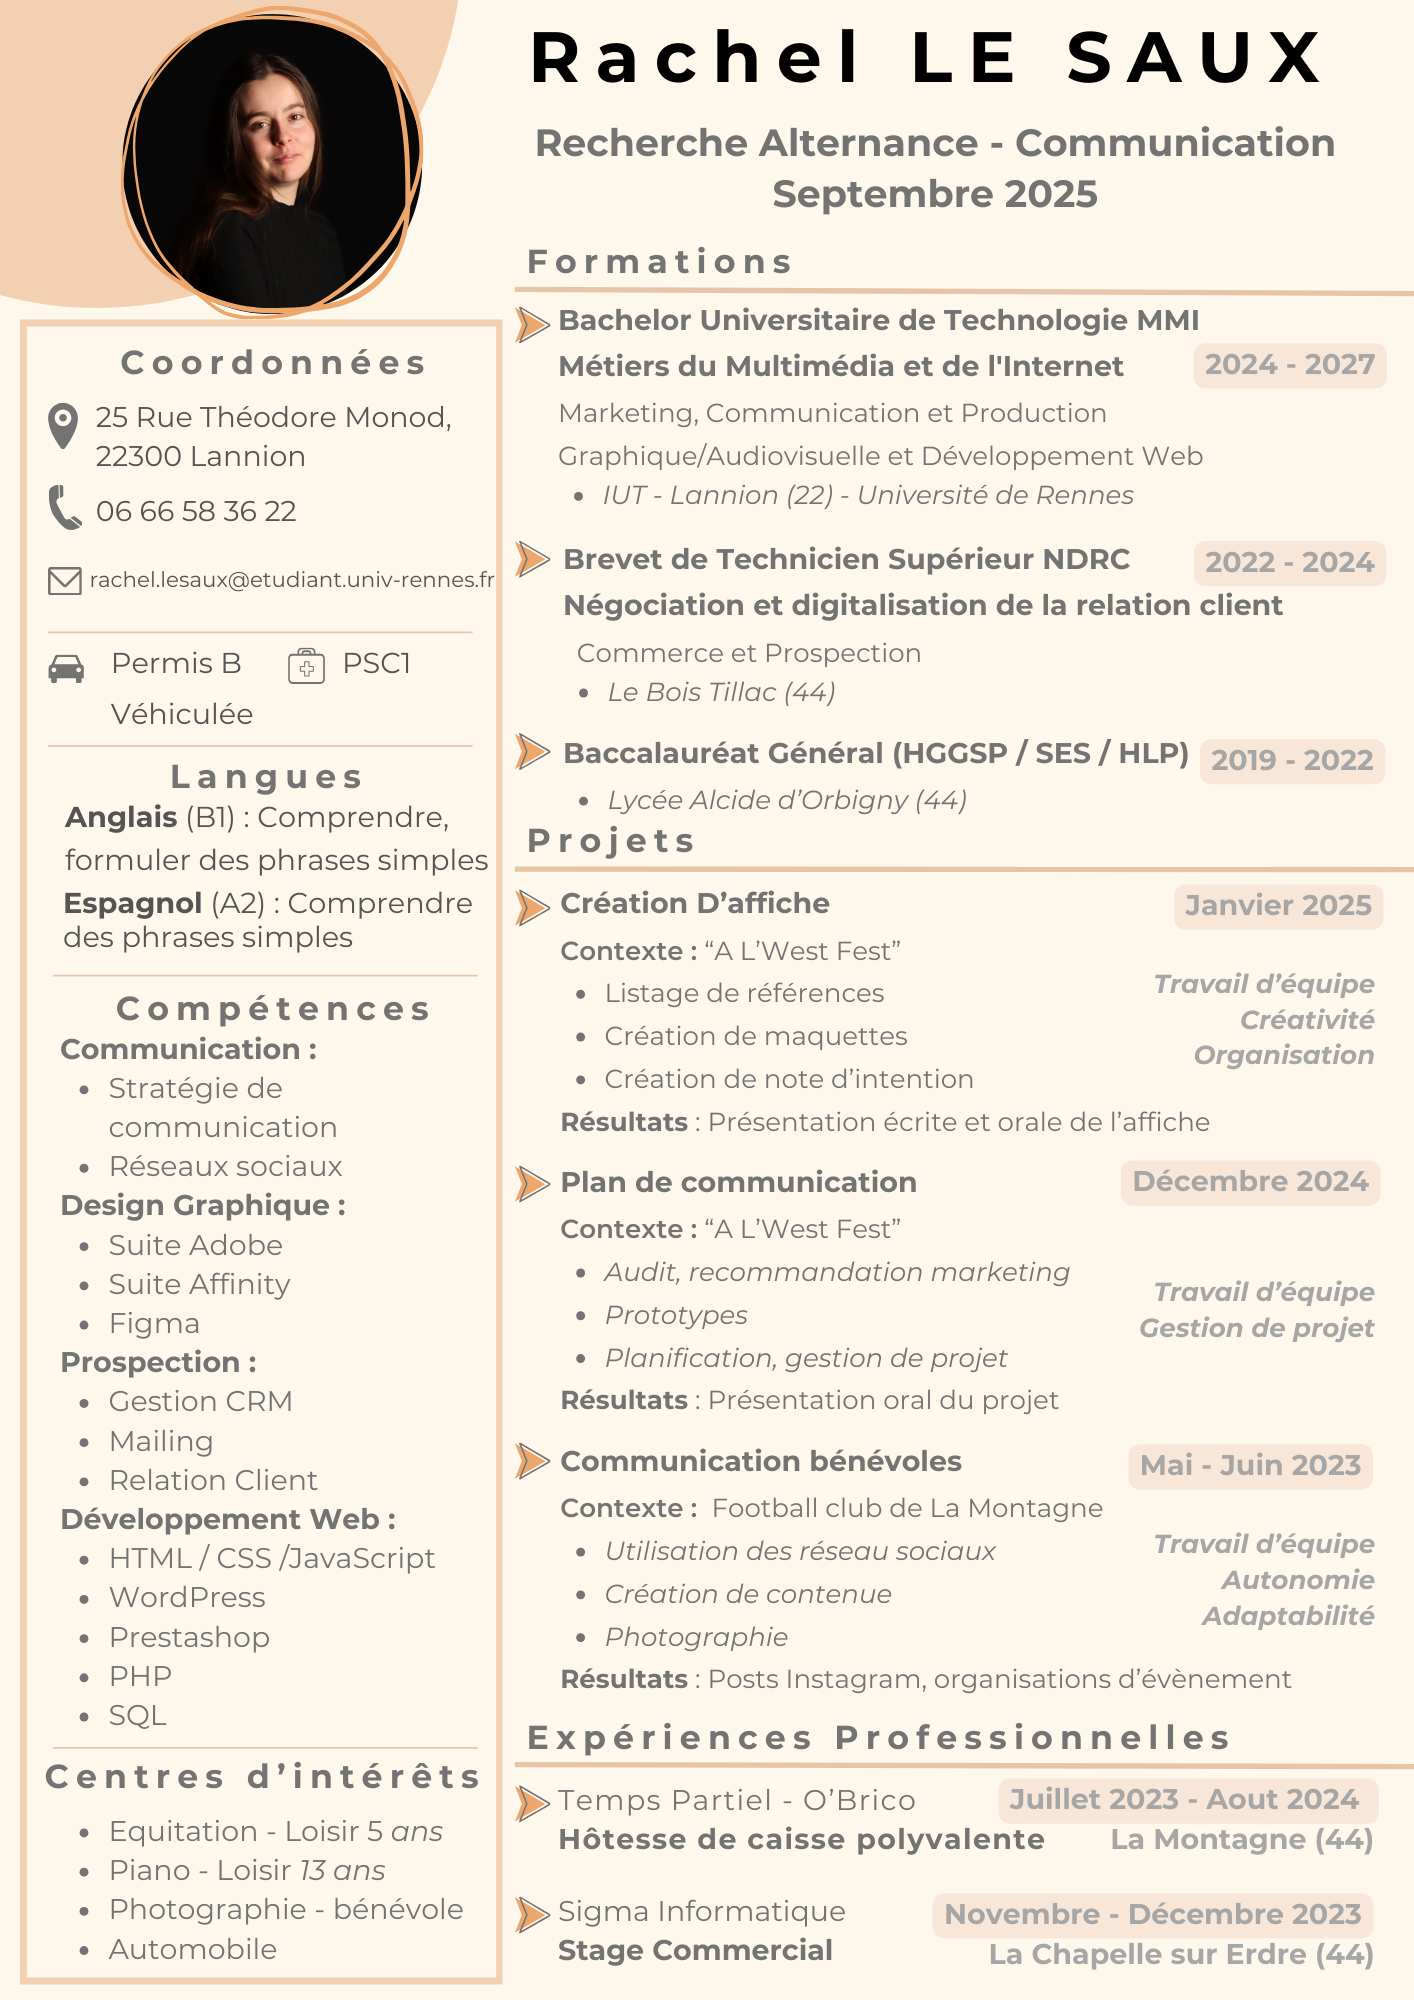 Rachel LE SAUX
Recherche Alternance - Communication
Septembre 2025
Coordonnées
25 Rue Théodore Monod,
22300 Lannion
06 66 58 36 22
rachel.lesaux@etudiant.univ-rennes.fr
Permis B
PSC1
Véhiculée
Langues
Anglais (B1) : Comprendre,
formuler des phrases simples
Espagnol (A2) : Comprendre
des phrases simples
Compétences
Communication :
• Stratégie de
communication
• Réseaux sociaux
Design Graphique :
• Suite Adobe
• Suite Affinity
• Figma
Prospection :
• Gestion CRM
• Mailing
• Relation Client
Développement Web :
• HTML / CSS /JavaScript
• WordPress
• Prestashop
• PHP
• SQL
Centres d’intérêts
• Equitation - Loisir 5 ans
• Piano - Loisir 13 ans
• Photographie - bénévole
• Automobile
Formations
Bachelor Universitaire de Technologie MMI
Métiers du Multimédia et de l'Internet
2024 - 2027
Marketing, Communication et Production
Graphique/Audiovisuelle et Développement Web
• IUT - Lannion (22) - Université de Rennes
Brevet de Technicien Supérieur NDRC
2022 - 2024
Négociation et digitalisation de la relation client
Commerce et Prospection
• Le Bois Tillac (44)
Baccalauréat Général (HGGSP / SES / HLP)
2019 - 2022
• Lycée Alcide d’Orbigny (44)
Projets
Création D’affiche
Janvier 2025
Contexte : “A L’West Fest”
• Listage de références
• Création de maquettes
• Création de note d’intention
Travail d’équipe
Créativité
Organisation
Résultats : Présentation écrite et orale de l’affiche
Plan de communication
Décembre 2024
Contexte : “A L’West Fest”
• Audit, recommandation marketing
• Prototypes
• Planification, gestion de projet
Travail d’équipe
Gestion de projet
Résultats : Présentation oral du projet
Communication bénévoles
Mai - Juin 2023
Contexte : Football club de La Montagne
• Utilisation des réseau sociaux
• Création de contenue
• Photographie
Travail d’équipe
Autonomie
Adaptabilité
Résultats : Posts Instagram, organisations d’évènement
Expériences Professionnelles
Temps Partiel - O’Brico
Juillet 2023 - Aout 2024
Hôtesse de caisse polyvalente
La Montagne (44)
Sigma Informatique
Novembre - Décembre 2023
Stage Commercial
La Chapelle sur Erdre (44)